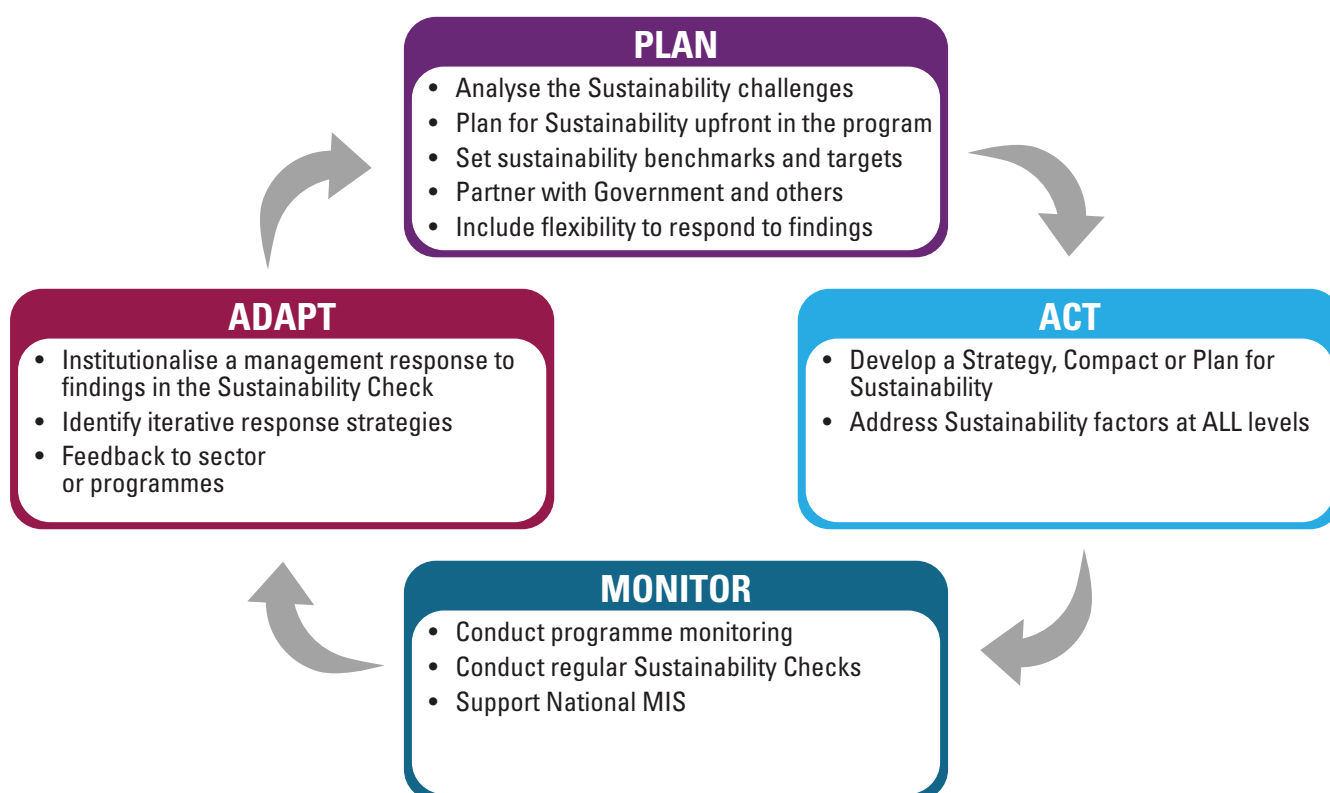 PLAN
• Analyse the Sustainability challenges
• Plan for Sustainability upfront in the program
• Set sustainability benchmarks and targets
• Partner with Government and others
• Include flexibility to respond to findings
ADAPT
• Institutionalise a management response to
findings in the Sustainability Check
• Identify iterative response strategies
• Feedback to sector
or programmes
ACT
• Develop a Strategy, Compact or Plan for
Sustainability
• Address Sustainability factors at ALL levels
MONITOR
• Conduct programme monitoring
• Conduct regular Sustainability Checks
• Support National MIS